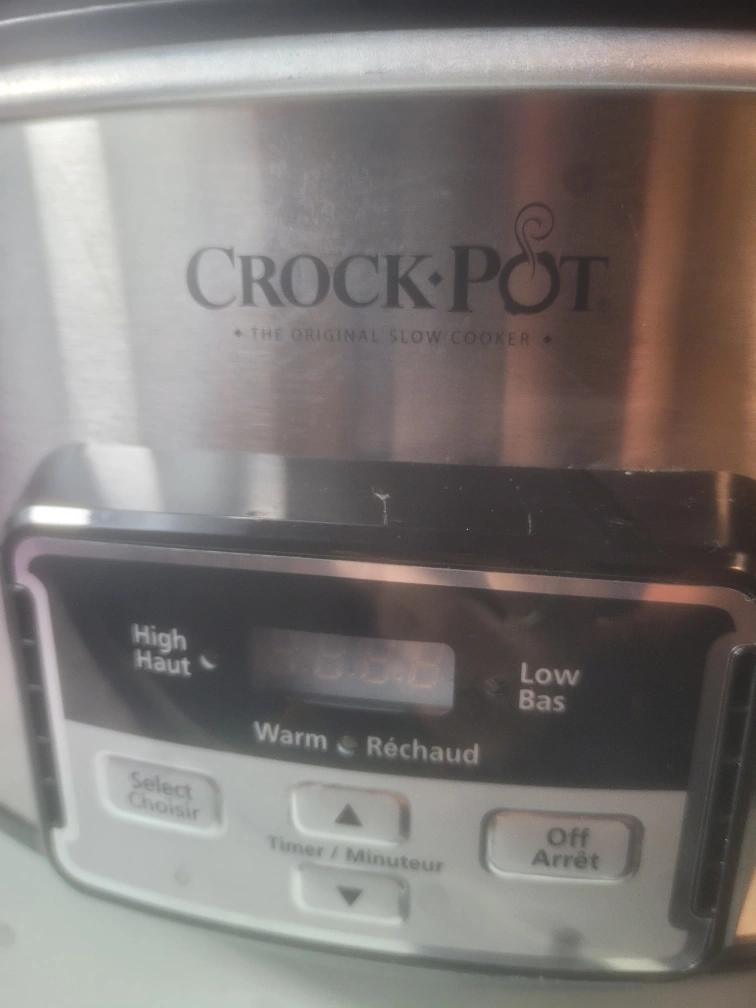 CROCK·POT
◆ THE ORIGINAL SLOW COOKER ◆
High
Haut
Low
Bas
Warm Réchaud
Select
Choisir
Timer / Minuteur
Off
Arrêt